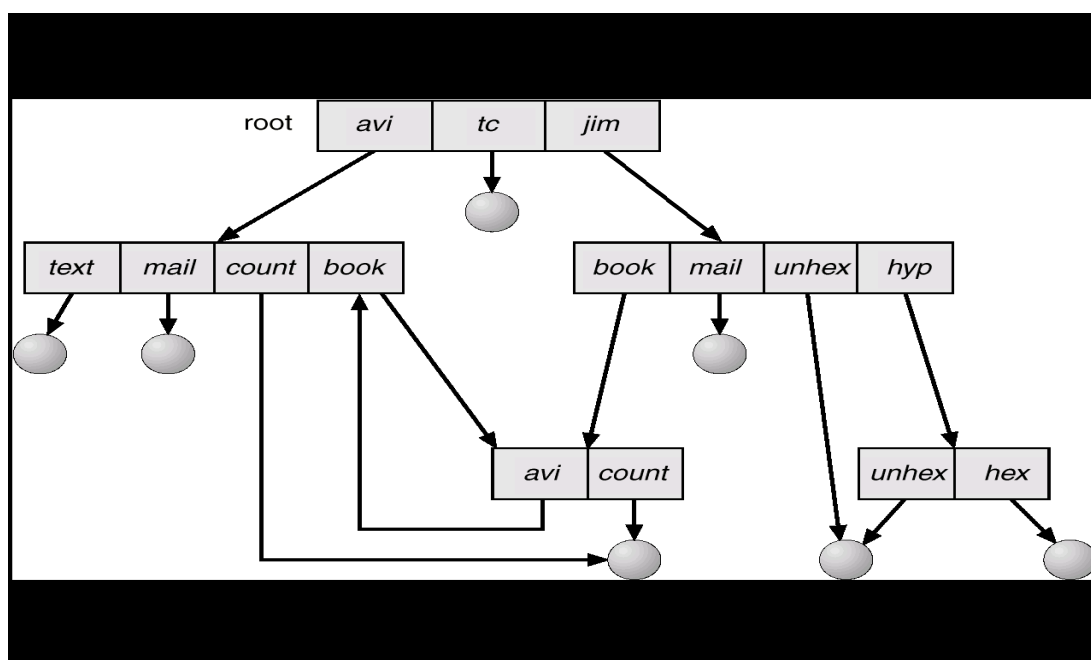 root avi tc jim
text mail count book book mail unhex hyp
avi count unhex hex